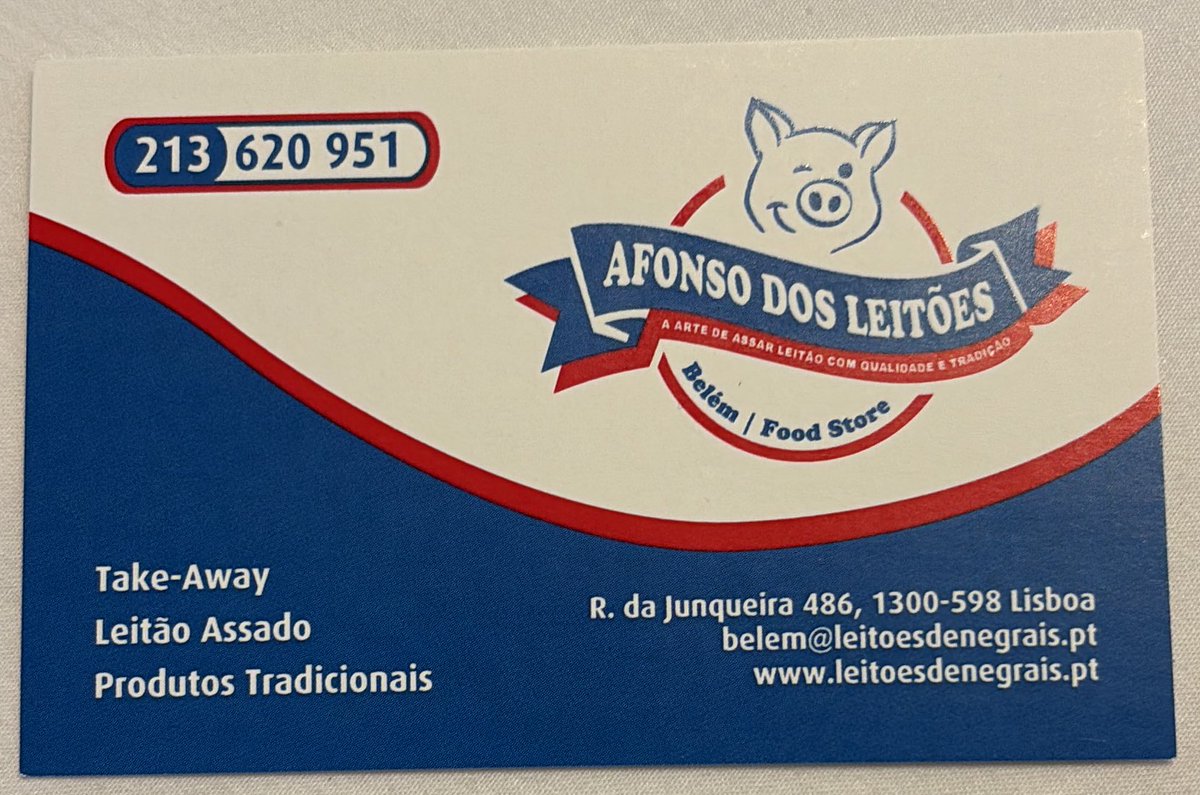 213 620 951
AFONSO DOS LEITÕES
A ARTE DE ASSAR LEITÃO COM QUALIDADE E TRADIÇÃO
Belém / Food Store
Take-Away
Leitão Assado
Produtos Tradicionais
R. da Junqueira 486, 1300-598 Lisboa
belem@leitoesdenegrais.pt
www.leitoesdenegrais.pt